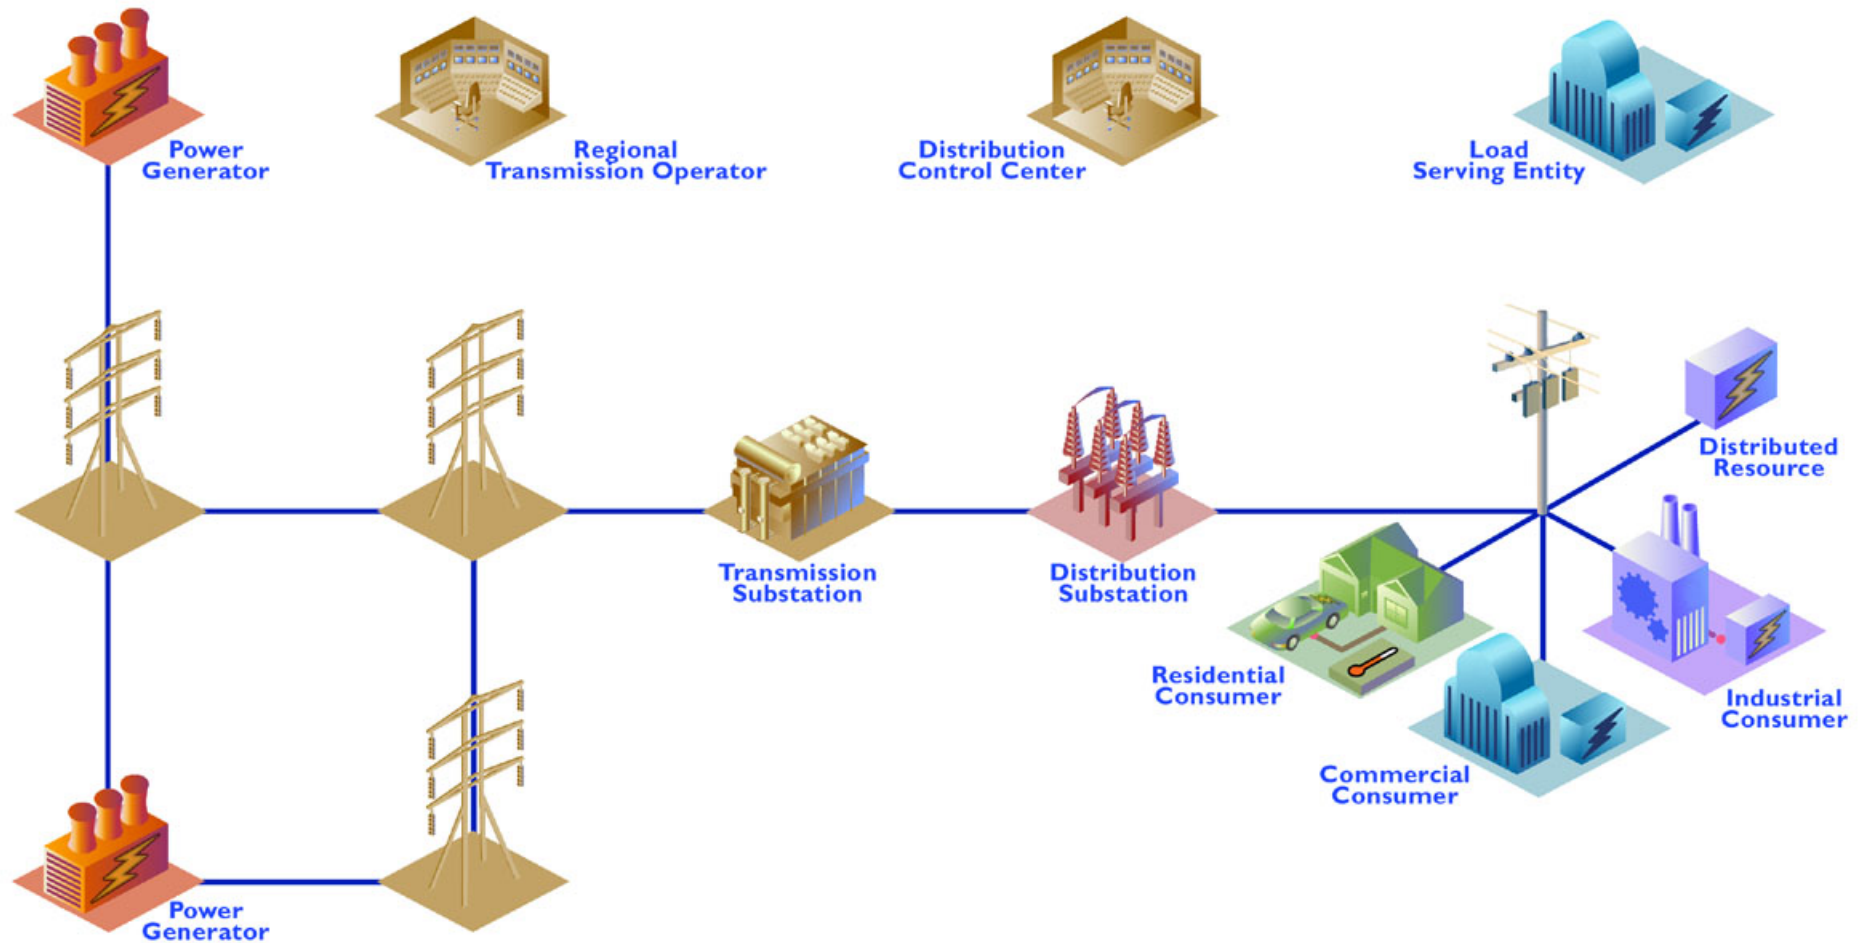 Power
Generator
Regional
Transmission Operator
Distribution
Control Center
Load
Serving Entity
Distributed
Resource
Transmission
Substation
Distribution
Substation
Residential
Consumer
Industrial
Consumer
Commercial
Consumer
Power
Generator